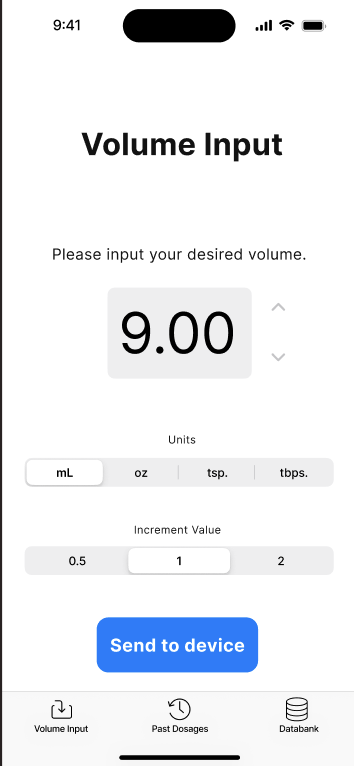 9:41
Volume Input
Please input your desired volume.
9.00
Units
mL oz tsp. tbps.
Increment Value
0.5 1 2
Send to device
Volume Input Past Dosages Databank